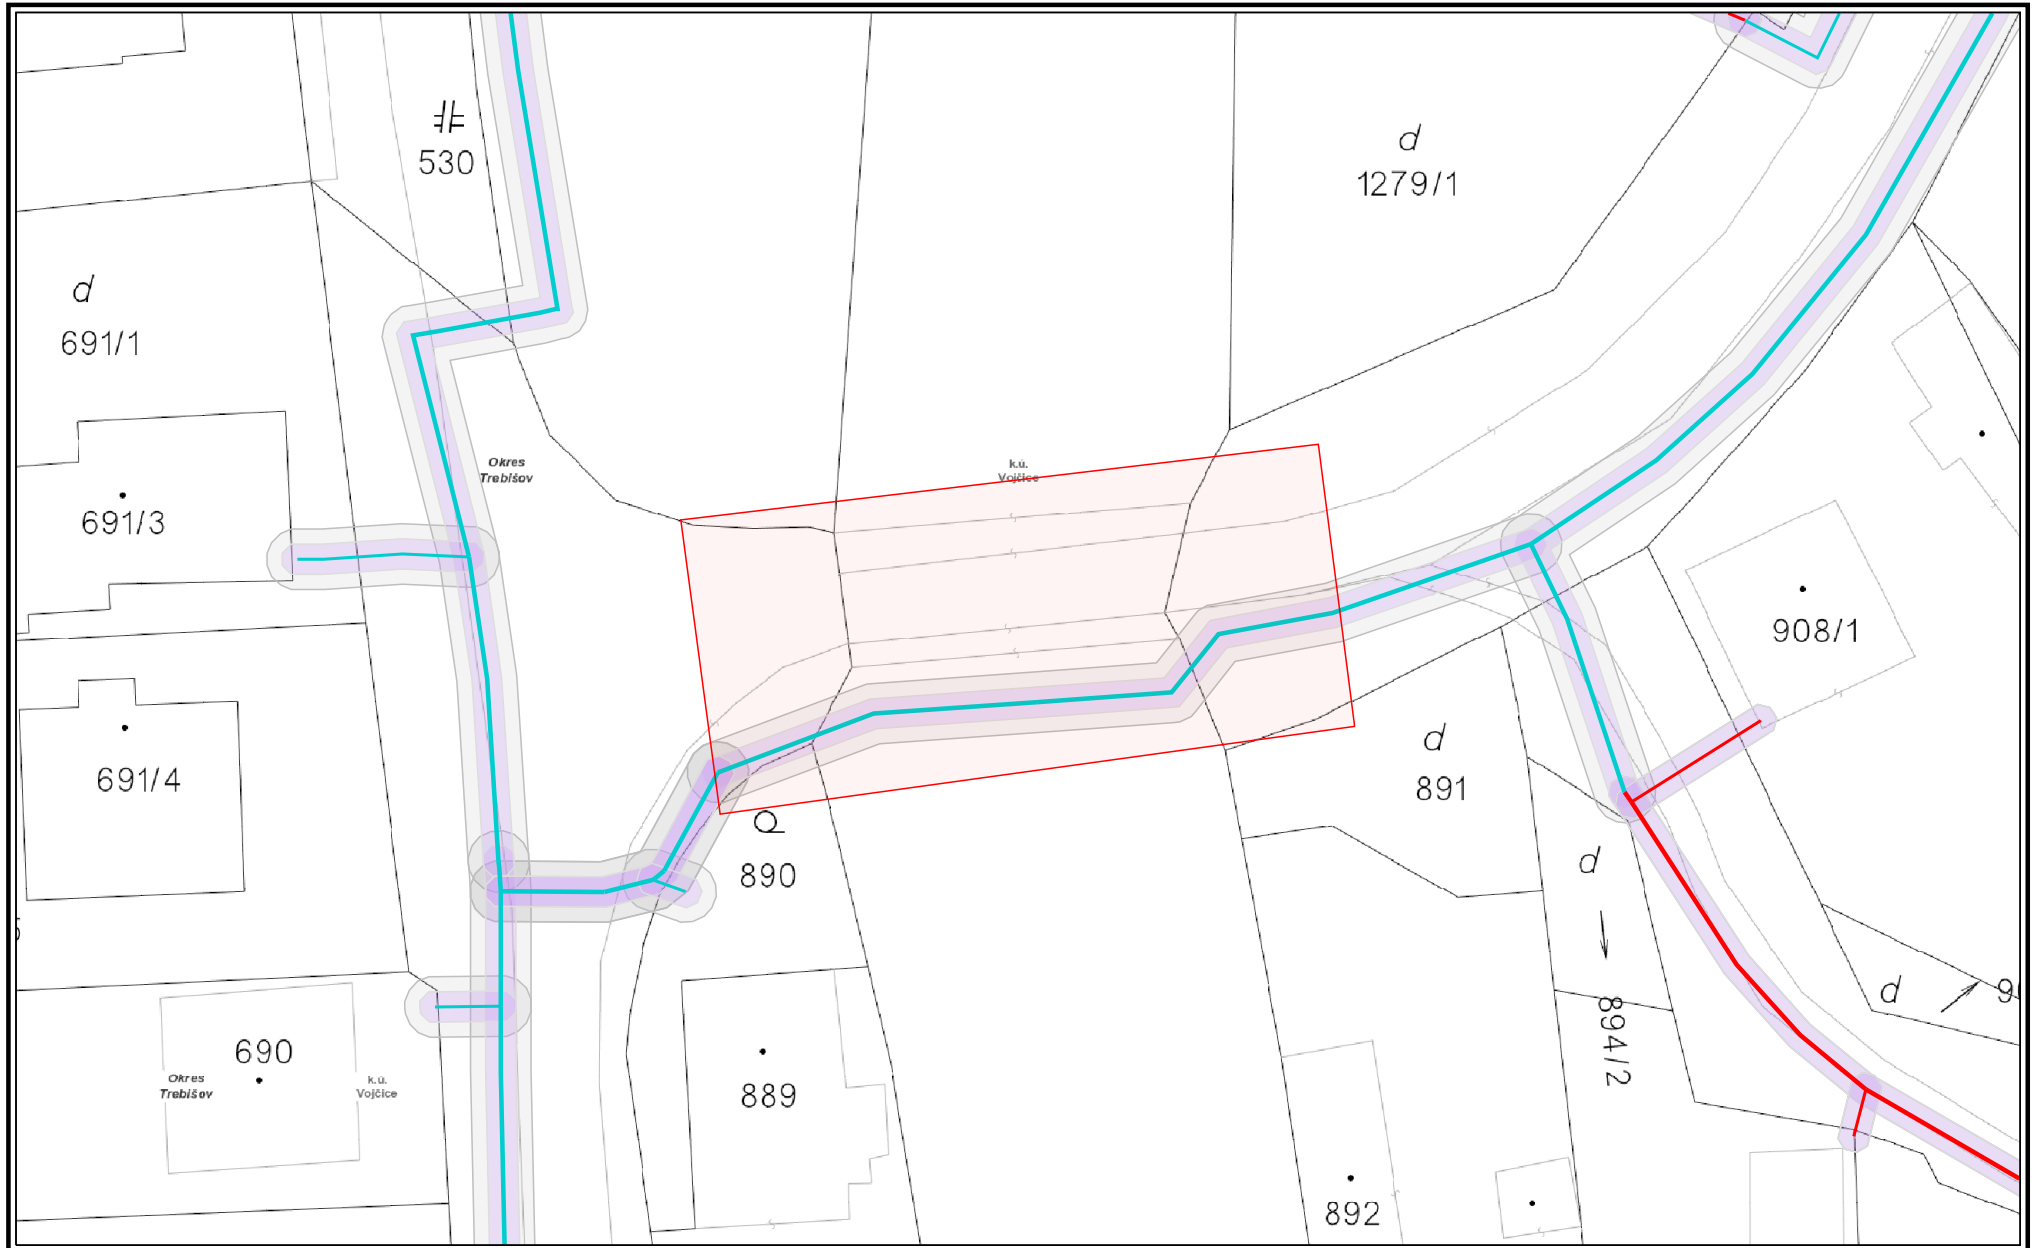 530
d
1279/1
d
691/1
Okres
Trebišov
k.ú.
Vojčice
691/3
908/1
d
891
691/4
890
d
d
690
Okres
Trebišov
k.ú.
Vojčice
889
894/2
892